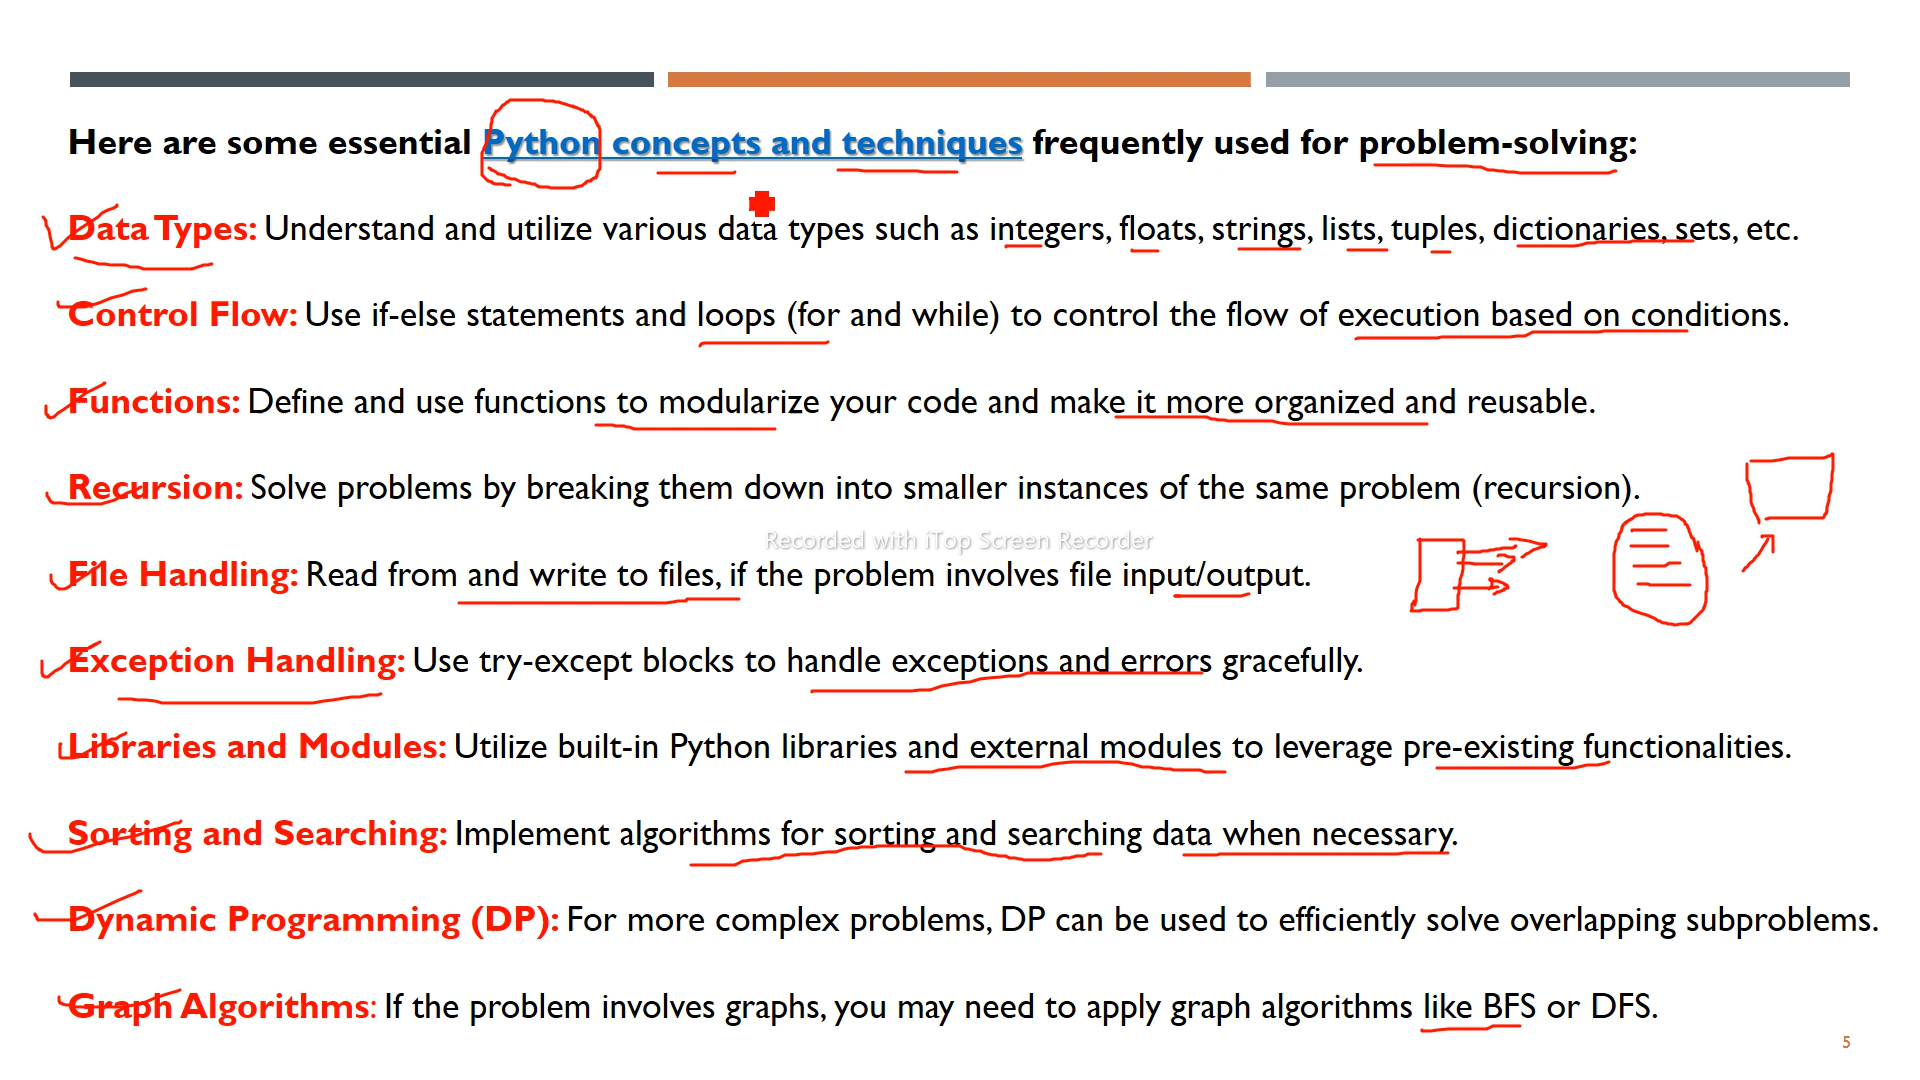 Here are some essential Python concepts and techniques frequently used for problem-solving:
Data Types: Understand and utilize various data types such as integers, floats, strings, lists, tuples, dictionaries, sets, etc.
Control Flow: Use if-else statements and loops (for and while) to control the flow of execution based on conditions.
Functions: Define and use functions to modularize your code and make it more organized and reusable.
Recursion: Solve problems by breaking them down into smaller instances of the same problem (recursion).
Recorded with iTop Screen Recorder
File Handling: Read from and write to files, if the problem involves file input/output.
Exception Handling: Use try-except blocks to handle exceptions and errors gracefully.
Libraries and Modules: Utilize built-in Python libraries and external modules to leverage pre-existing functionalities.
Sorting and Searching: Implement algorithms for sorting and searching data when necessary.
Dynamic Programming (DP): For more complex problems, DP can be used to efficiently solve overlapping subproblems.
Graph Algorithms: If the problem involves graphs, you may need to apply graph algorithms like BFS or DFS.
5